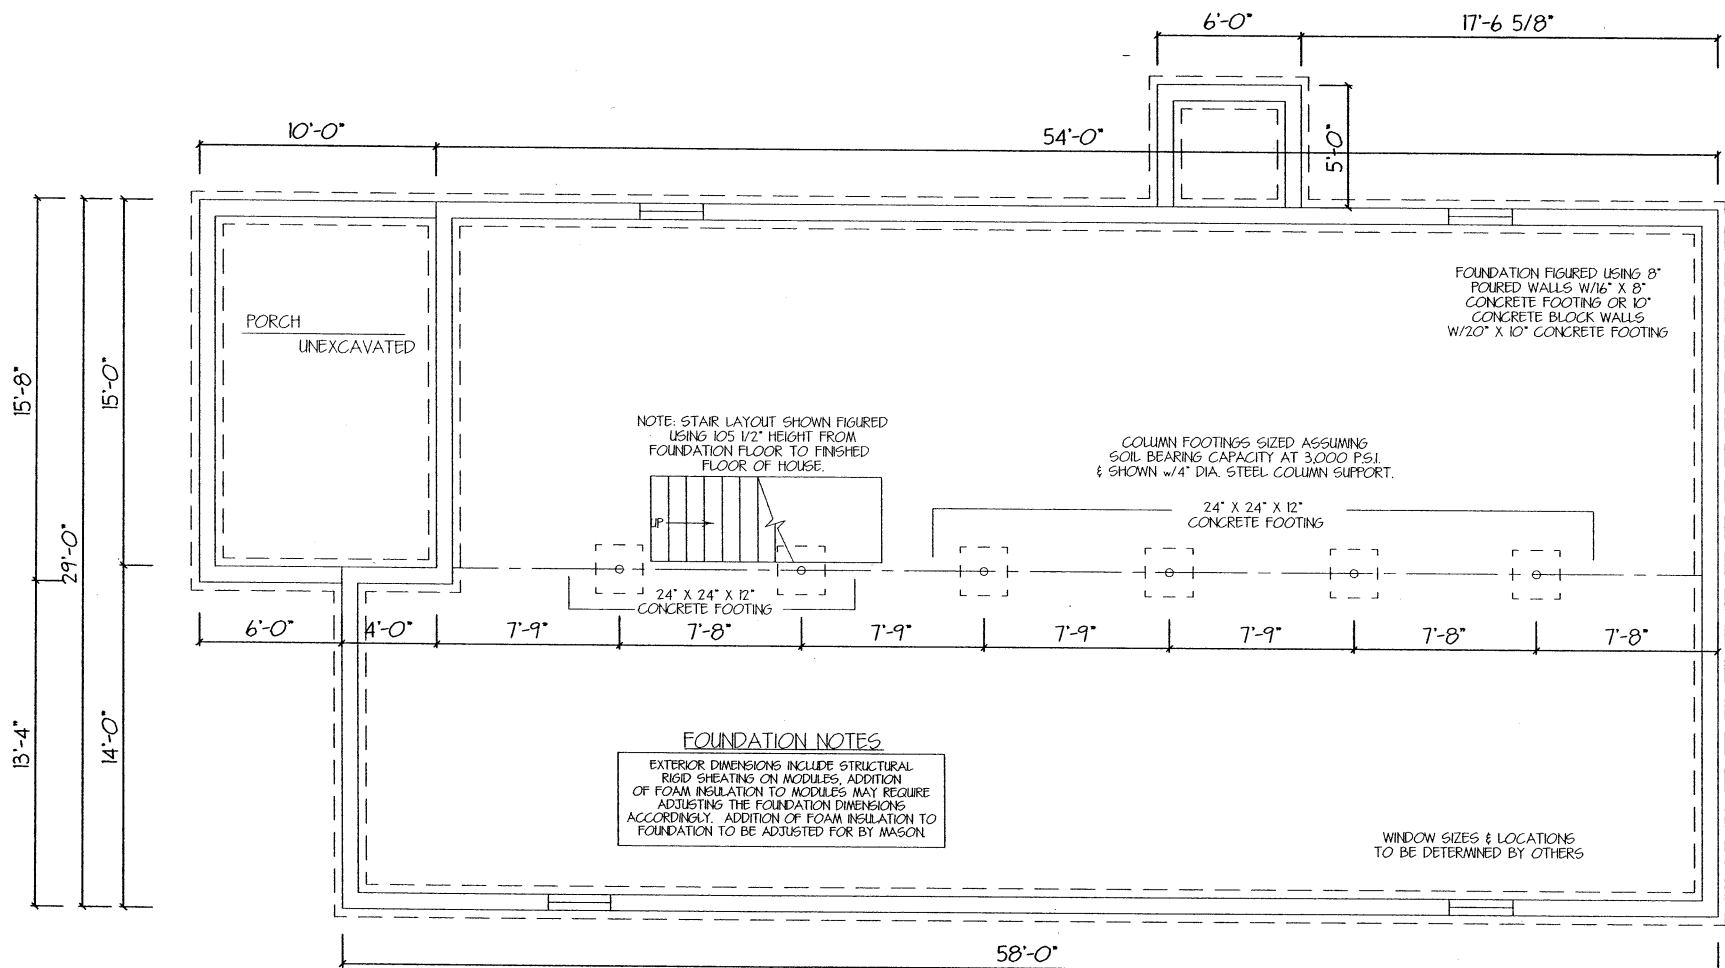 6'-0"
17'-6 5/8"
10'-0"
54'-0"
5'-0"
FOUNDATION FIGURED USING 8"
POURED WALLS W/16" X 8"
CONCRETE FOOTING OR 10"
CONCRETE BLOCK WALLS
W/20" X 10" CONCRETE FOOTING
PORCH
UNEXCAVATED
15'-8"
29'-0"
15'-0"
NOTE: STAIR LAYOUT SHOWN FIGURED
USING 105 1/2" HEIGHT FROM
FOUNDATION FLOOR TO FINISHED
FLOOR OF HOUSE.
COLUMN FOOTINGS SIZED ASSUMING
SOIL BEARING CAPACITY AT 3,000 P.S.I.
& SHOWN w/4" DIA. STEEL COLUMN SUPPORT.
24" X 24" X 12"
CONCRETE FOOTING
UP
24" X 24" X 12"
CONCRETE FOOTING
6'-0"
4'-0"
7'-9"
7'-8"
7'-9"
7'-9"
7'-9"
7'-8"
7'-8"
13'-4"
14'-0"
FOUNDATION NOTES
EXTERIOR DIMENSIONS INCLUDE STRUCTURAL
RIGID SHEATING ON MODULES, ADDITION
OF FOAM INSULATION TO MODULES MAY REQUIRE
ADJUSTING THE FOUNDATION DIMENSIONS
ACCORDINGLY. ADDITION OF FOAM INSULATION TO
FOUNDATION TO BE ADJUSTED FOR BY MASON
WINDOW SIZES & LOCATIONS
TO BE DETERMINED BY OTHERS
58'-0"